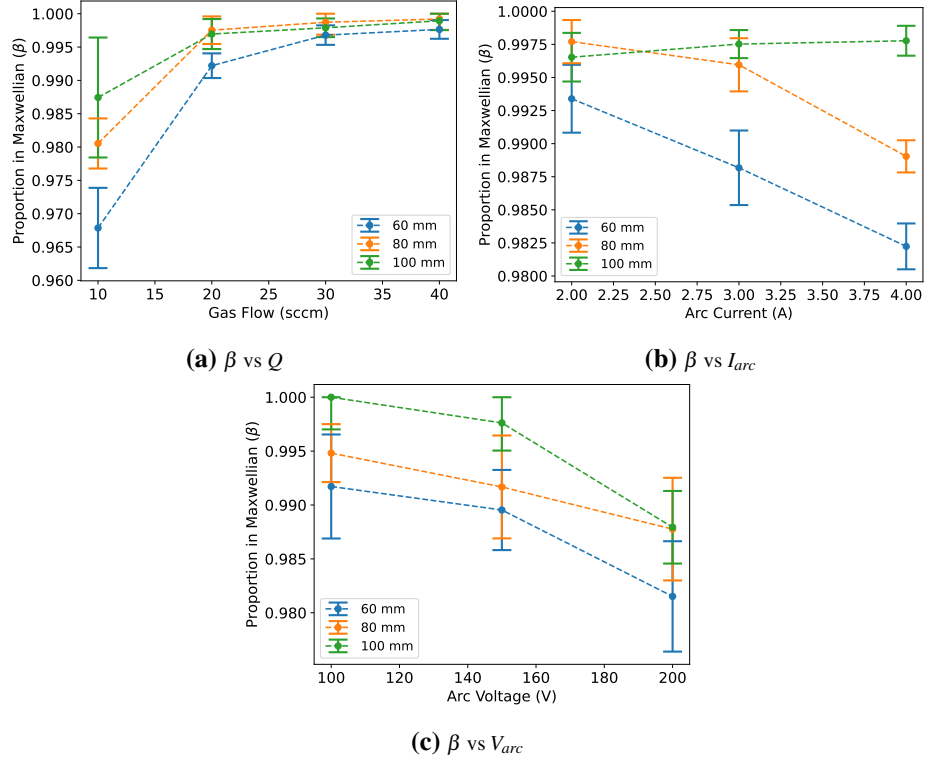 1.000
0.995
0.990
0.985
0.980
0.975
0.970
0.965
0.960
Proportion in Maxwellian (β)
10 15 20 25 30 35 40
Gas Flow (sccm)
60 mm
80 mm
100 mm
(a) β vs Q
1.0000
0.9975
0.9950
0.9925
0.9900
0.9875
0.9850
0.9825
0.9800
Proportion in Maxwellian (β)
2.00 2.25 2.50 2.75 3.00 3.25 3.50 3.75 4.00
Arc Current (A)
60 mm
80 mm
100 mm
(b) β vs I_arc
1.000
0.995
0.990
0.985
0.980
Proportion in Maxwellian (β)
100 120 140 160 180 200
Arc Voltage (V)
60 mm
80 mm
100 mm
(c) β vs V_arc